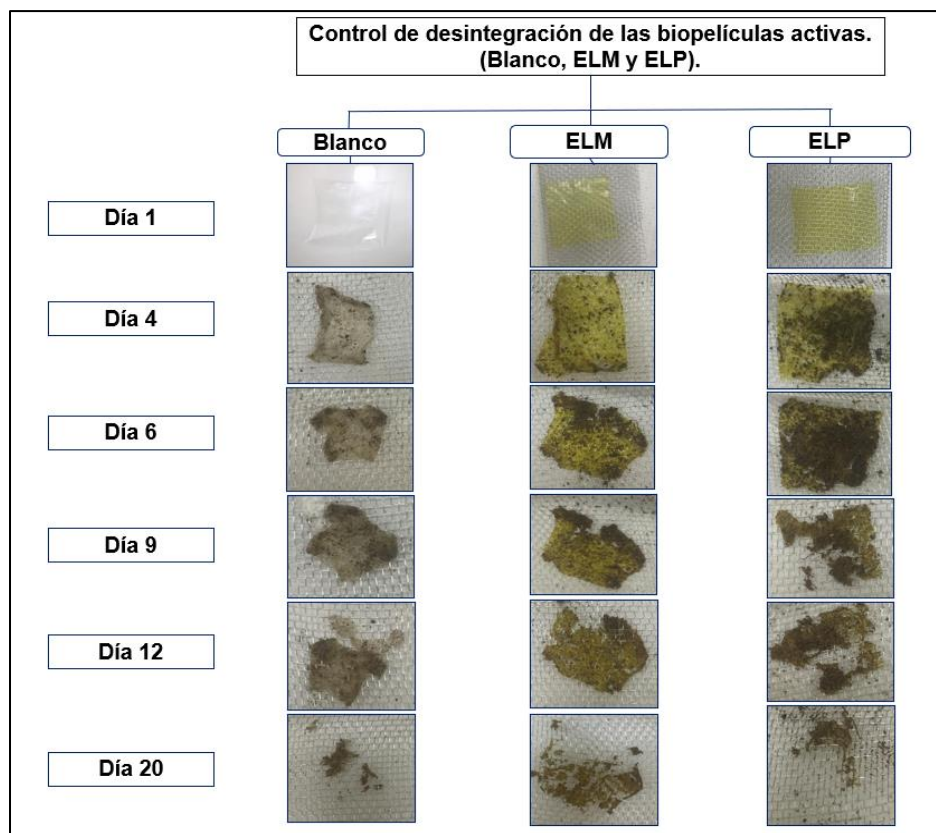 Control de desintegración de las biopelículas activas.
(Blanco, ELM y ELP).
Blanco
ELM
ELP
Día 1
Día 4
Día 6
Día 9
Día 12
Día 20